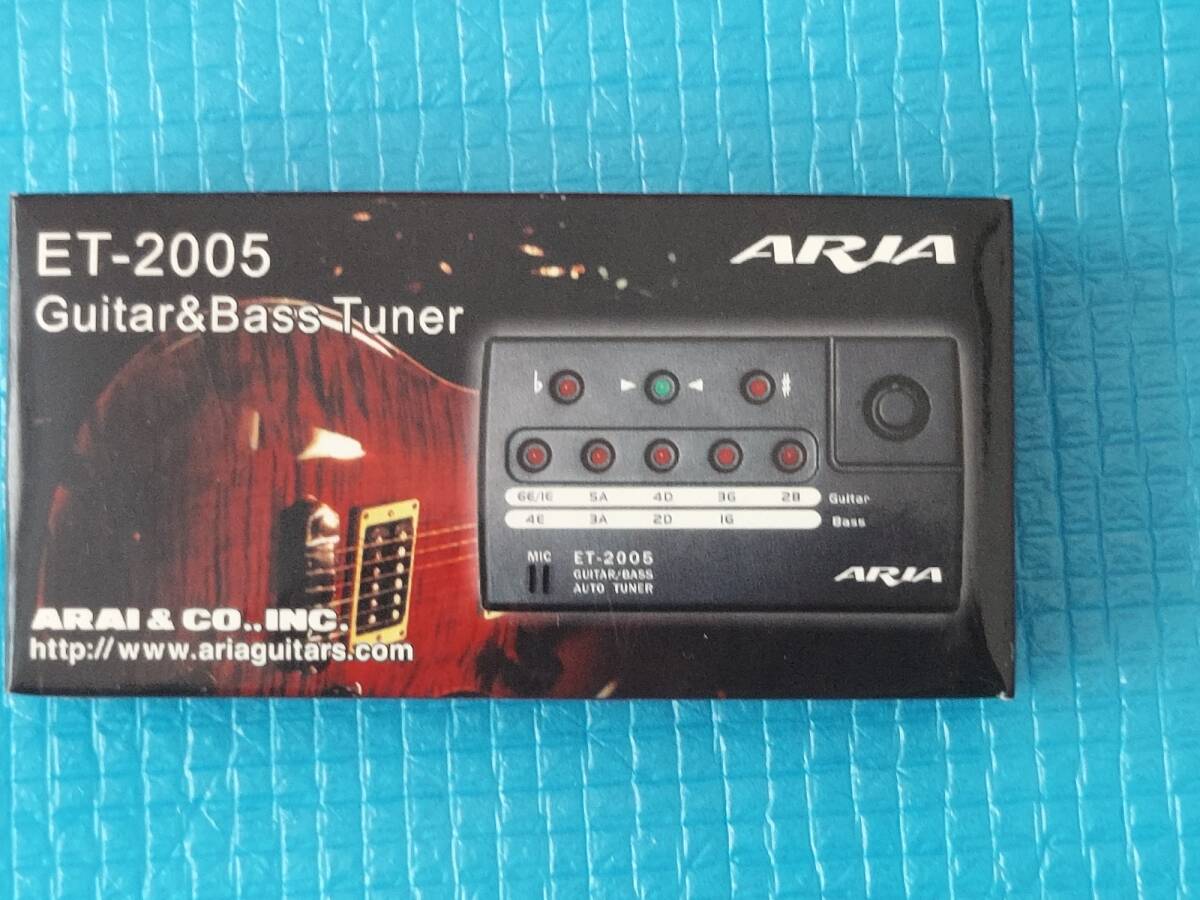 ET-2005
ARIA
Guitar&Bass Tuner
♭ ► ◄ #
6E/1E 5A 4D 3G 2B Guitar
4E 3A 2D 1G Bass
MIC
ET-2005
GUITAR/BASS
AUTO TUNER
ARIA
ARAI & CO.,INC.
http://www.ariaguitars.com